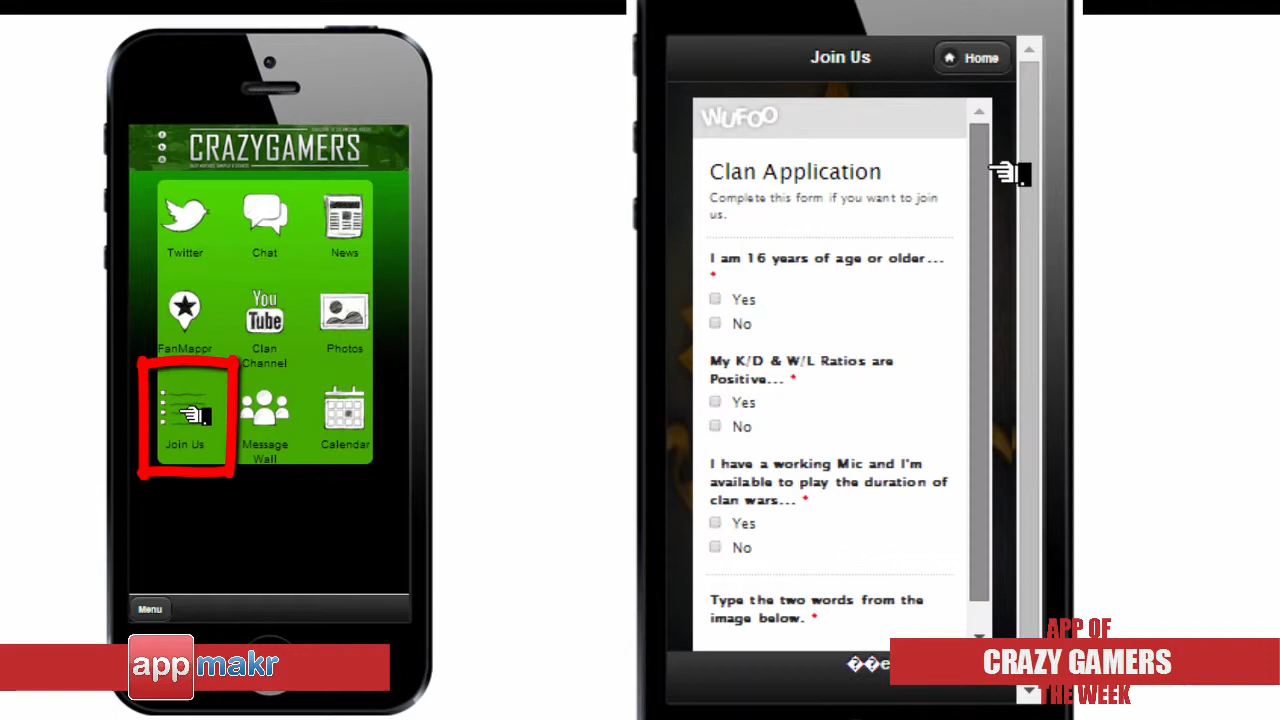 CRAZYGAMERS
Twitter
Chat
News
You
Tube
FanMappr
Clan
Channel
Photos
Join Us
Message
Wall
Calendar
Menu
appmakr
Join Us
Home
WUFOO
Clan Application
Complete this form if you want to join
us.
I am 16 years of age or older...
*
Yes
No
My K/D & W/L Ratios are
Positive... *
Yes
No
I have a working Mic and I'm
available to play the duration of
clan wars... *
Yes
No
Type the two words from the
image below. *
��e
APP OF
CRAZY GAMERS
THE WEEK